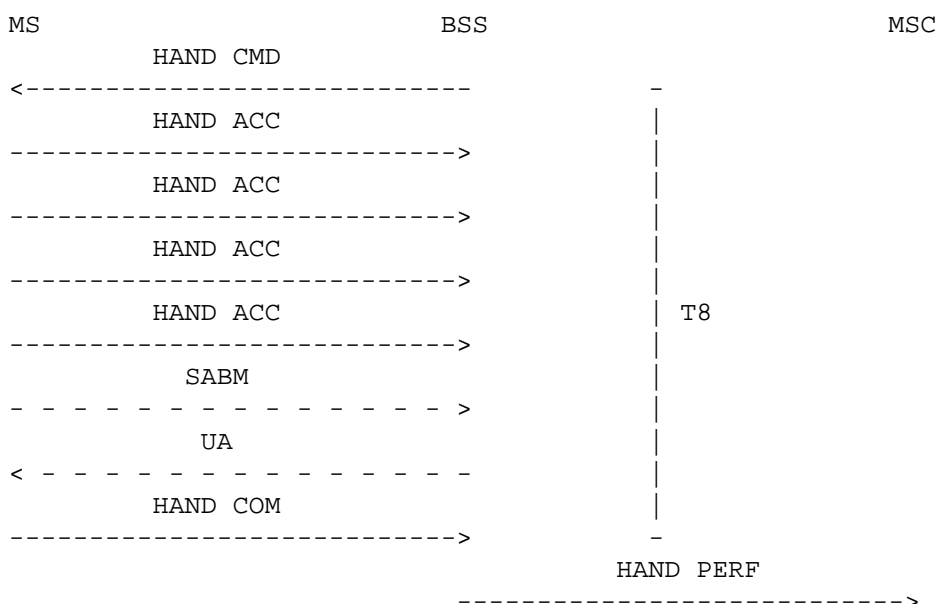 MS BSS MSC
HAND CMD
HAND ACC
HAND ACC
HAND ACC
HAND ACC T8
SABM
UA
HAND COM
HAND PERF